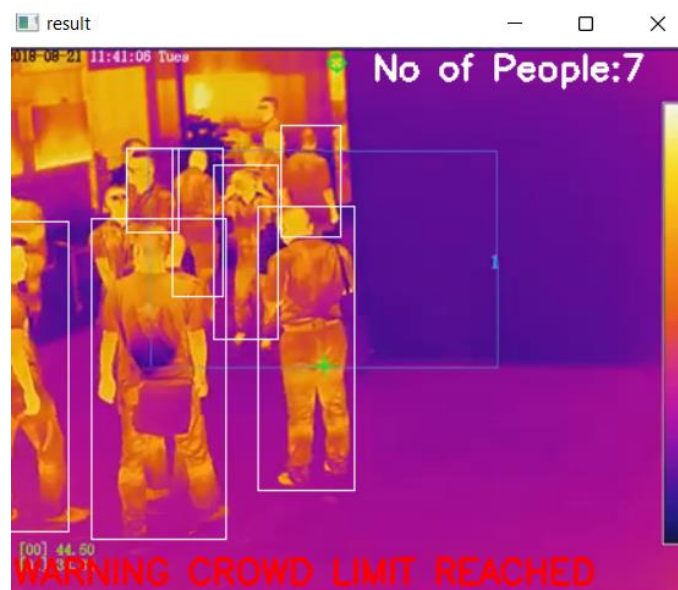 result
2018-08-21 11:41:06 Tues
No of People:7
1
[00] 44.50
WARNING CROWD LIMIT REACHED